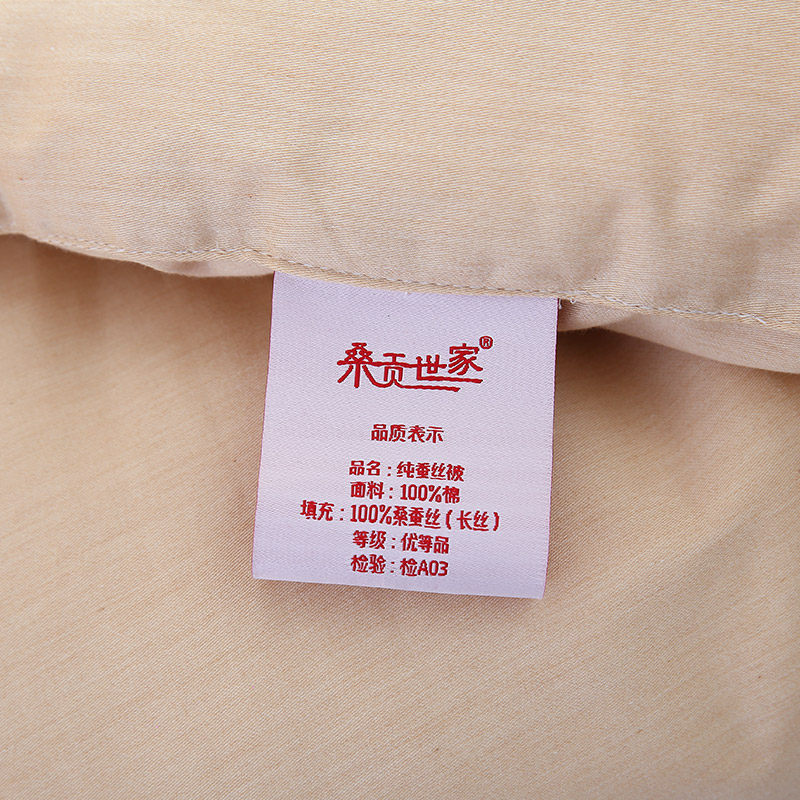 桑贡世家®
品质表示
品名：纯蚕丝被
面料：100%棉
填充：100%桑蚕丝（长丝）
等级：优等品
检验：检A03